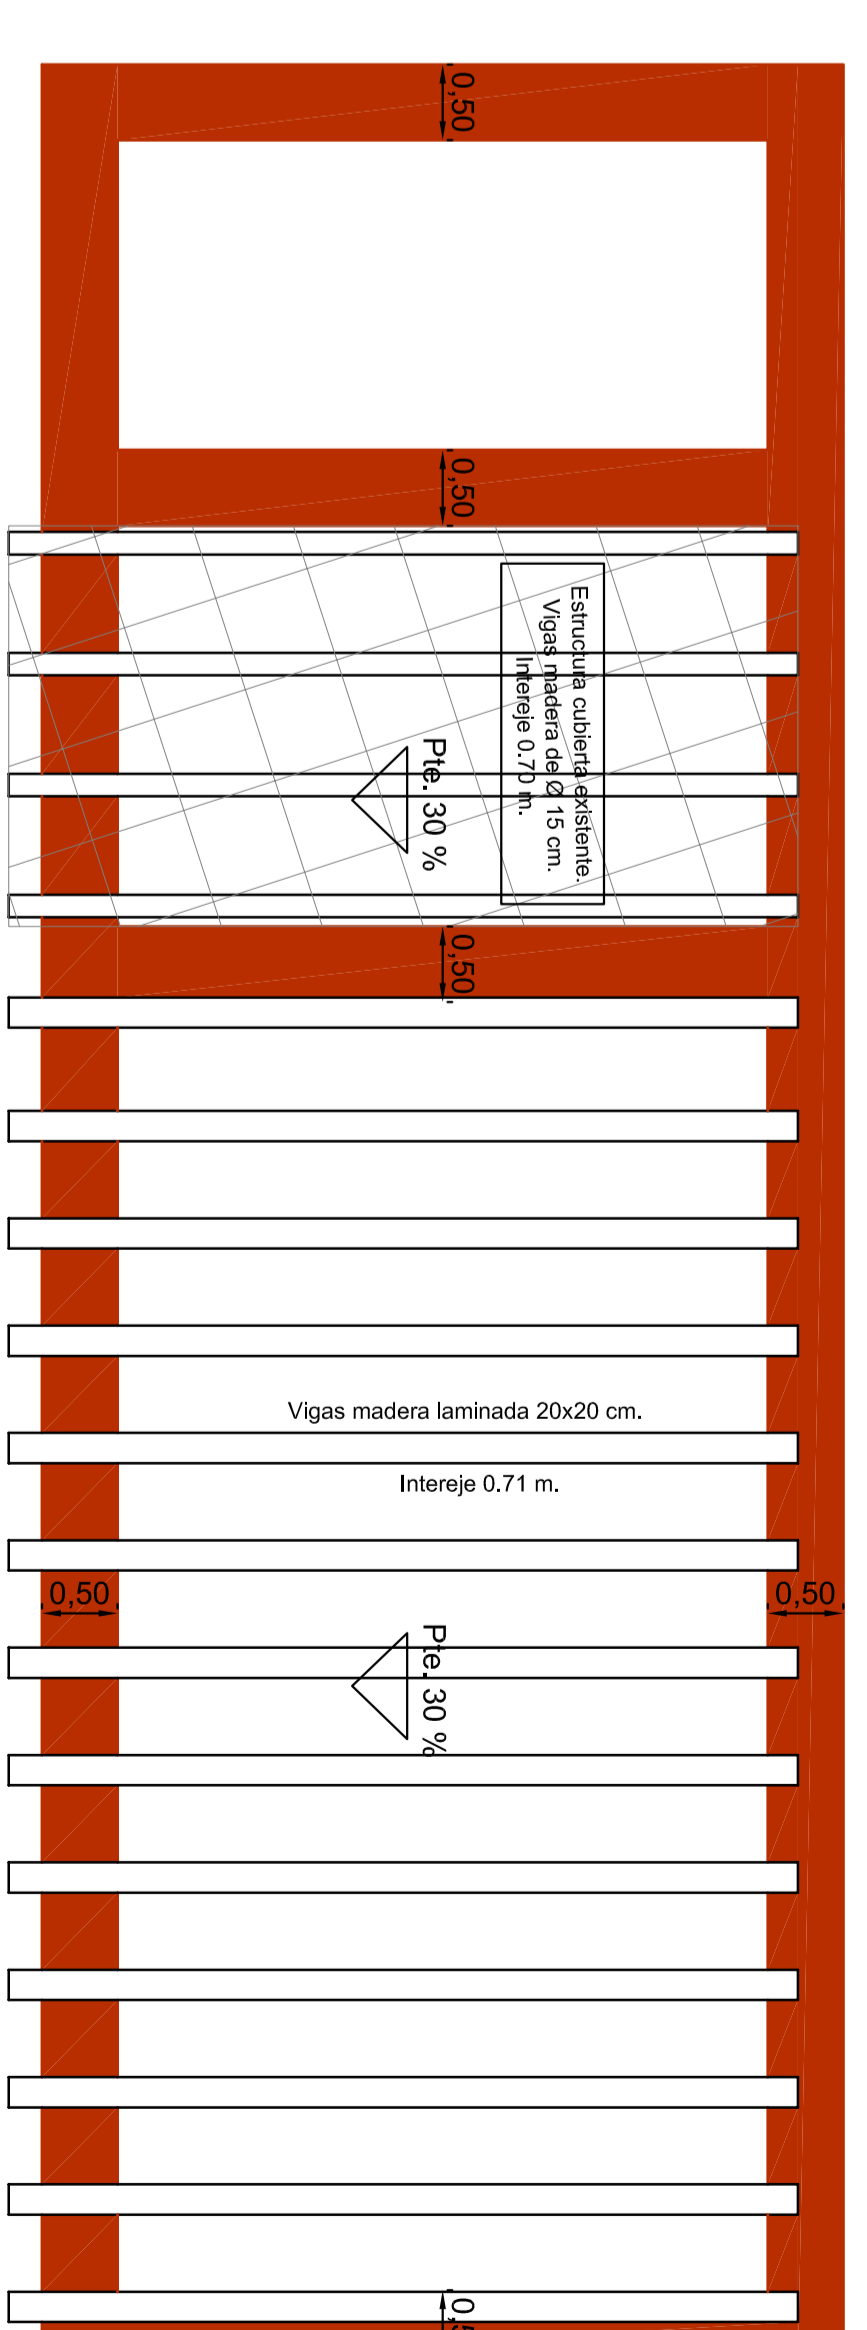 0,50
0,50
Estructura cubierta existente.
Vigas madera de Ø 15 cm.
Intereje 0.70 m.
Pte. 30 %
0,50
Vigas madera laminada 20x20 cm.
Intereje 0.71 m.
0,50
0,50
Pte. 30 %